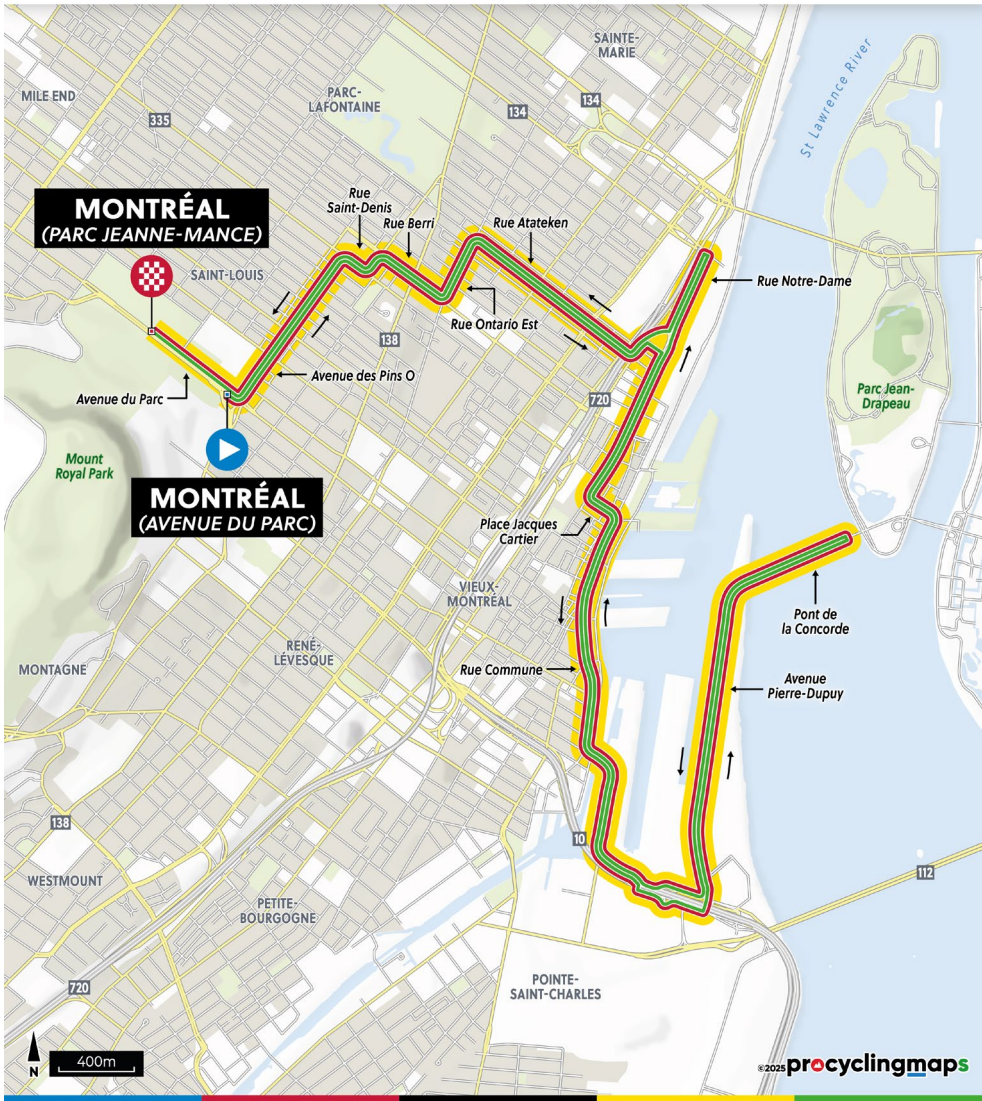 SAINTE-
MARIE
St Lawrence River
MILE END
PARC-
LAFONTAINE
134
134
335
MONTRÉAL
(PARC JEANNE-MANCE)
Rue
Saint-Denis
Rue Berri
Rue Atateken
SAINT-LOUIS
Rue Notre-Dame
Rue Ontario Est
138
Avenue des Pins O
Avenue du Parc
720
Parc Jean-
Drapeau
Mount
Royal Park
MONTRÉAL
(AVENUE DU PARC)
Place Jacques
Cartier
VIEUX-
MONTRÉAL
Pont de
la Concorde
RENÉ-
LÉVESQUE
MONTAGNE
Rue Commune
Avenue
Pierre-Dupuy
138
10
112
WESTMOUNT
PETITE-
BOURGOGNE
720
POINTE-
SAINT-CHARLES
N
400m
©2025 procyclingmaps